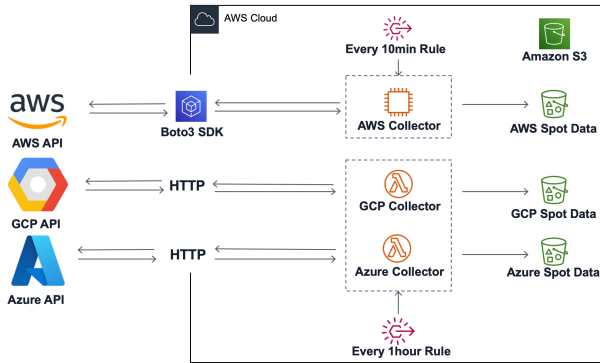 AWS Cloud
Every 10min Rule
Amazon S3
aws
AWS API
Boto3 SDK
AWS Collector
AWS Spot Data
GCP API
HTTP
GCP Collector
GCP Spot Data
Azure API
HTTP
Azure Collector
Azure Spot Data
Every 1hour Rule